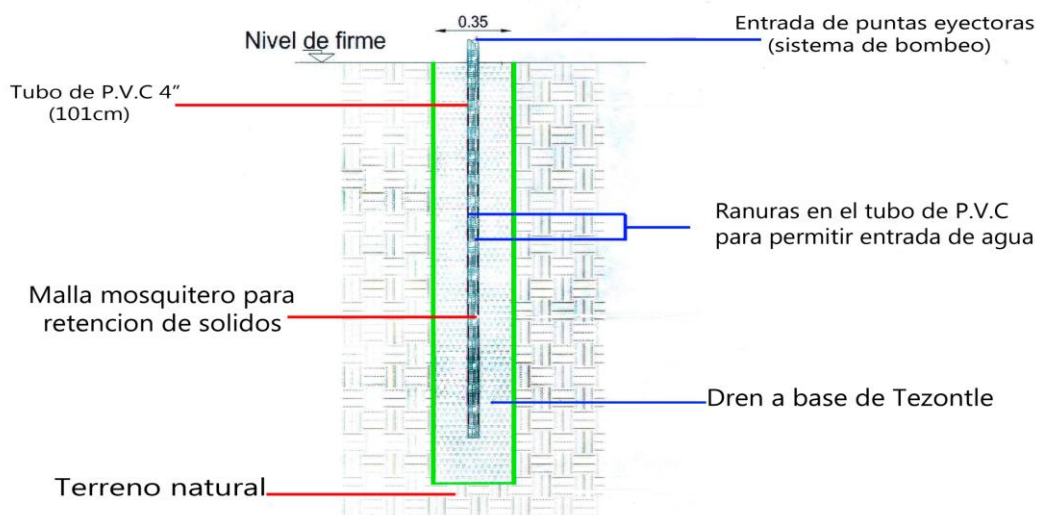 0.35
Entrada de puntas eyectoras
(sistema de bombeo)
Nivel de firme
Tubo de P.V.C 4”
(101cm)
Ranuras en el tubo de P.V.C
para permitir entrada de agua
Malla mosquitero para
retencion de solidos
Dren a base de Tezontle
Terreno natural